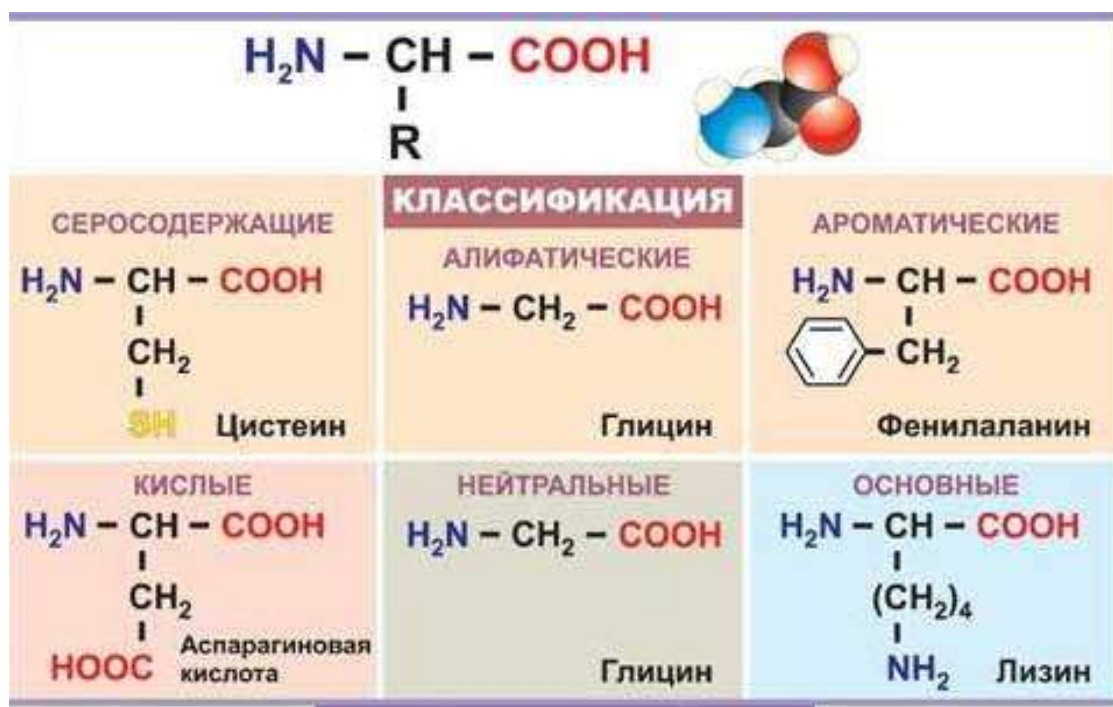 H₂N – CH – COOH
R
КЛАССИФИКАЦИЯ
СЕРОСОДЕРЖАЩИЕ
H₂N – CH – COOH
CH₂
SH Цистеин
АЛИФАТИЧЕСКИЕ
H₂N – CH₂ – COOH
Глицин
АРОМАТИЧЕСКИЕ
H₂N – CH – COOH
CH₂
Фенилаланин
КИСЛЫЕ
H₂N – CH – COOH
CH₂
HOOC Аспарагиновая
кислота
НЕЙТРАЛЬНЫЕ
H₂N – CH₂ – COOH
Глицин
ОСНОВНЫЕ
H₂N – CH – COOH
(CH₂)₄
NH₂ Лизин